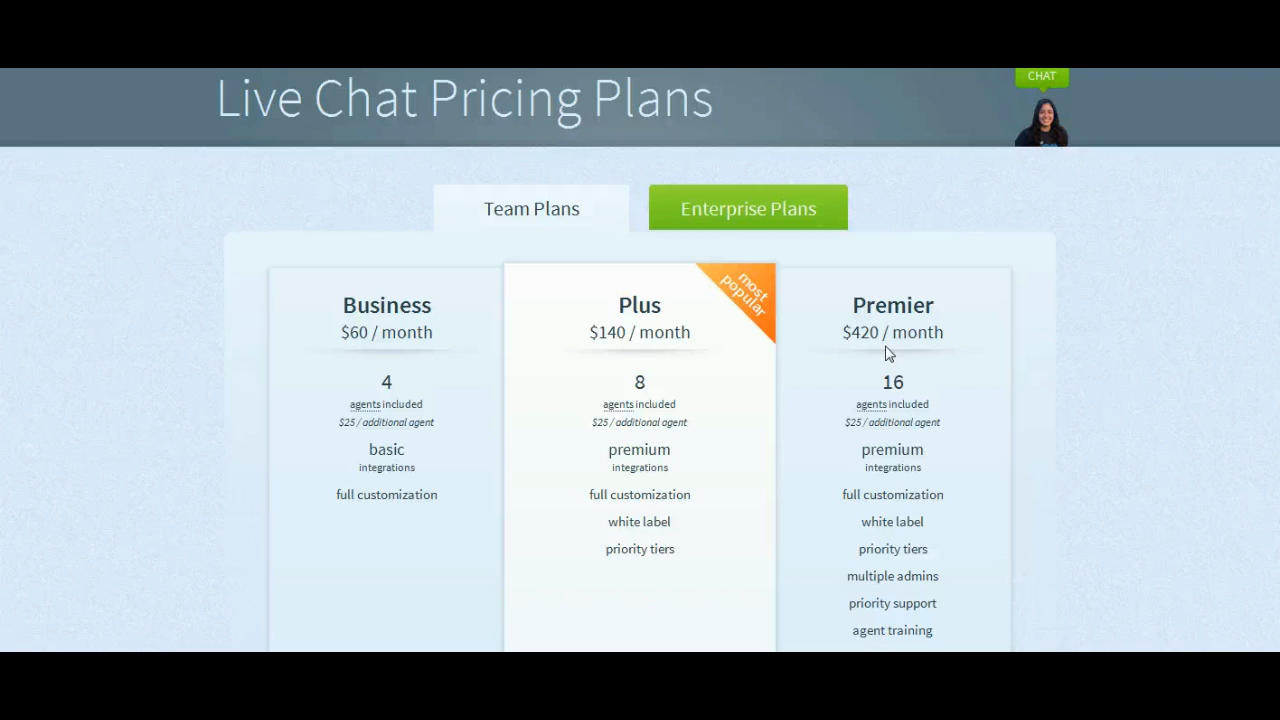 Live Chat Pricing Plans
CHAT
Team Plans
Enterprise Plans
Business
$60 / month
4
agents included
$25 / additional agent
basic
integrations
full customization
most
popular
Plus
$140 / month
8
agents included
$25 / additional agent
premium
integrations
full customization
white label
priority tiers
Premier
$420 / month
16
agents included
$25 / additional agent
premium
integrations
full customization
white label
priority tiers
multiple admins
priority support
agent training